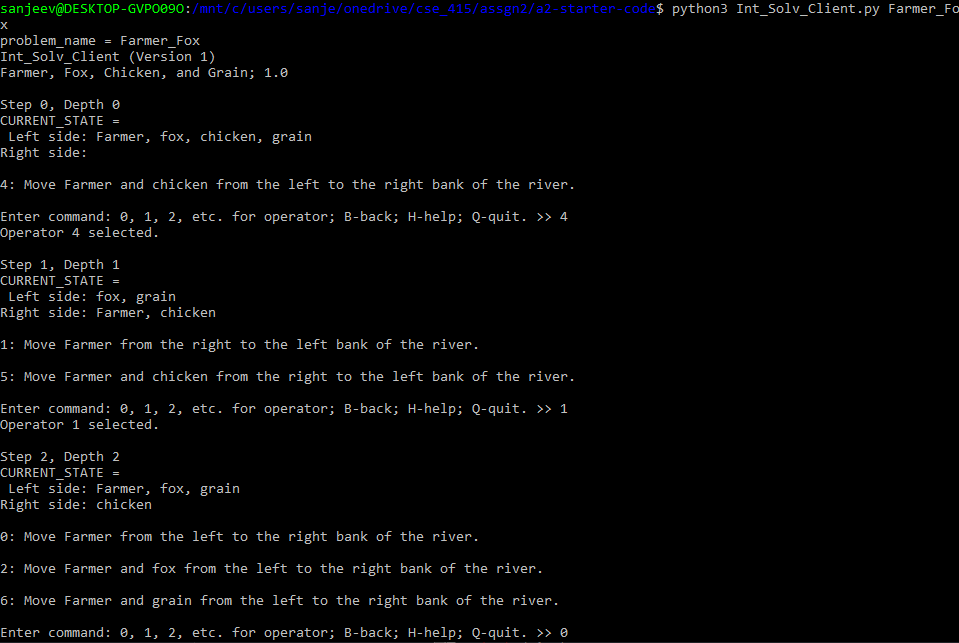 sanjeev@DESKTOP-GVPO09O:/mnt/c/users/sanje/onedrive/cse_415/assgn2/a2-starter-code$ python3 Int_Solv_Client.py Farmer_Fo
x
problem_name = Farmer_Fox
Int_Solv_Client (Version 1)
Farmer, Fox, Chicken, and Grain; 1.0
Step 0, Depth 0
CURRENT_STATE =
Left side: Farmer, fox, chicken, grain
Right side:
4: Move Farmer and chicken from the left to the right bank of the river.
Enter command: 0, 1, 2, etc. for operator; B-back; H-help; Q-quit. >> 4
Operator 4 selected.
Step 1, Depth 1
CURRENT_STATE =
Left side: fox, grain
Right side: Farmer, chicken
1: Move Farmer from the right to the left bank of the river.
5: Move Farmer and chicken from the right to the left bank of the river.
Enter command: 0, 1, 2, etc. for operator; B-back; H-help; Q-quit. >> 1
Operator 1 selected.
Step 2, Depth 2
CURRENT_STATE =
Left side: Farmer, fox, grain
Right side: chicken
0: Move Farmer from the left to the right bank of the river.
2: Move Farmer and fox from the left to the right bank of the river.
6: Move Farmer and grain from the left to the right bank of the river.
Enter command: 0, 1, 2, etc. for operator; B-back; H-help; Q-quit. >> 0